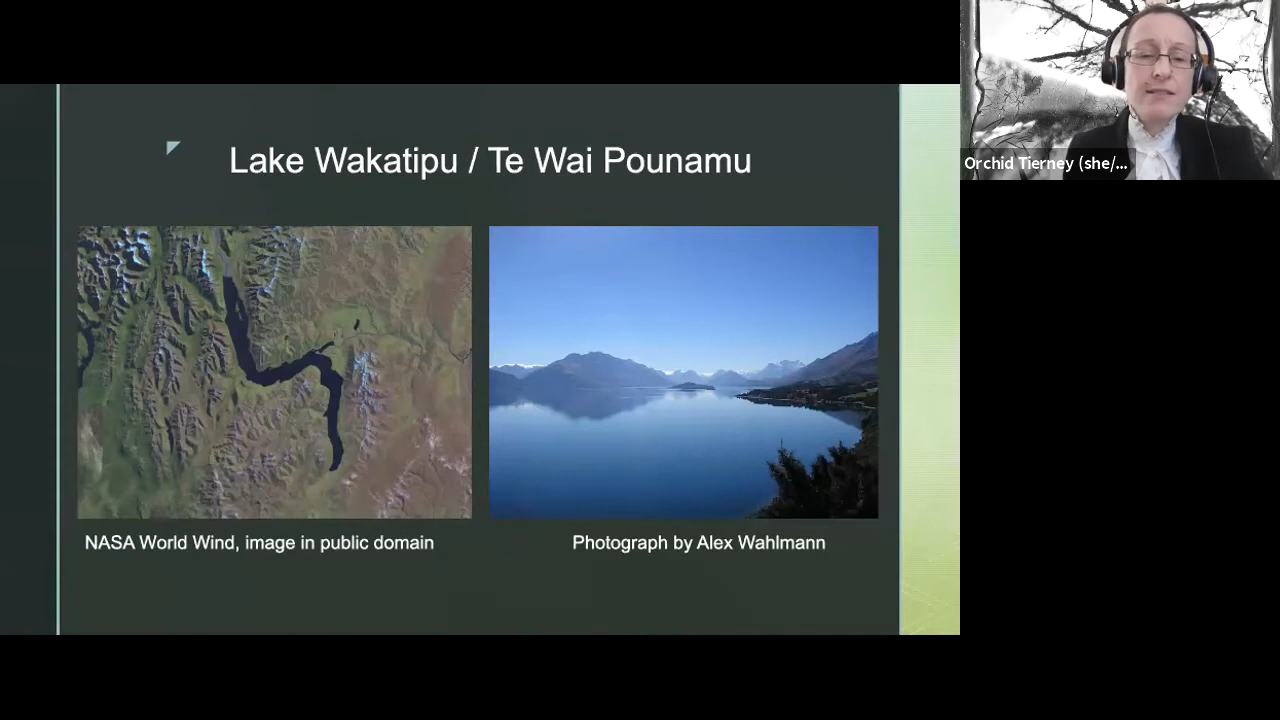 Lake Wakatipu / Te Wai Pounamu
NASA World Wind, image in public domain
Photograph by Alex Wahlmann
Orchid Tierney (she/...